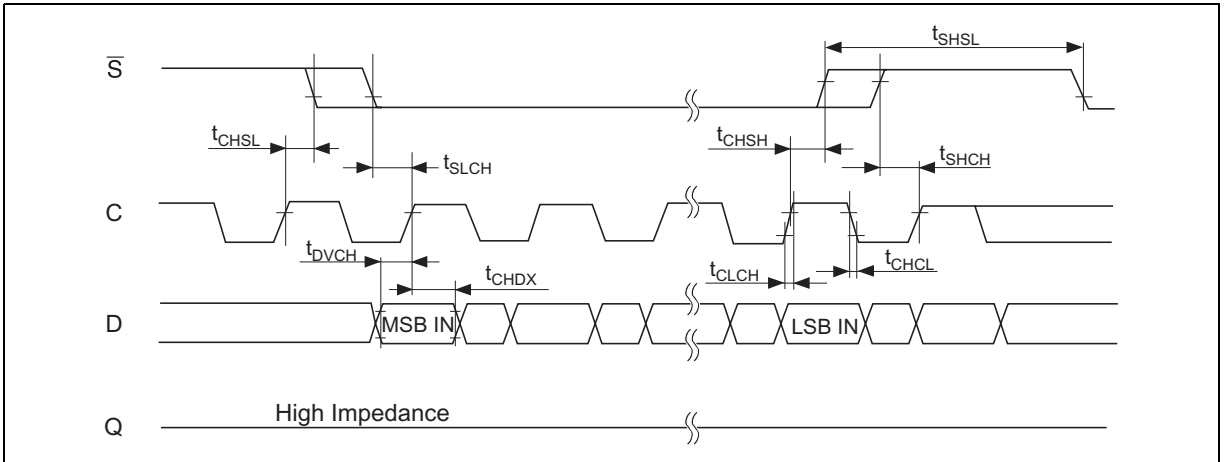 tSHSL
S̅
tCHSL
tSLCH
tCHSH
tSHCH
C
tDVCH
tCHDX
tCLCH
tCHCL
D
MSB IN
LSB IN
High Impedance
Q